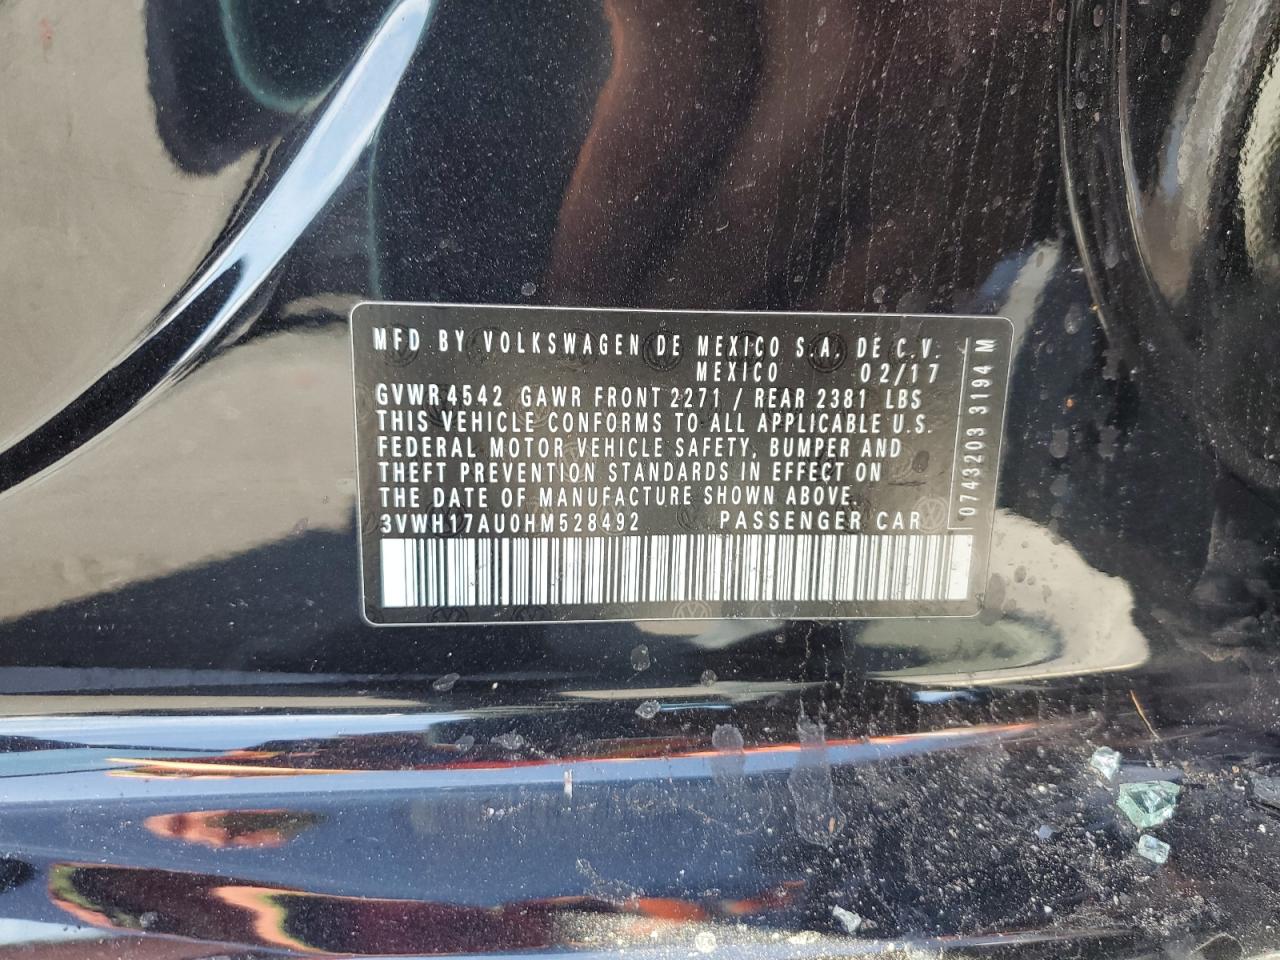 MFD BY VOLKSWAGEN DE MEXICO S.A. DE C.V.
MEXICO 02/17
GVWR 4542 GAWR FRONT 2271 / REAR 2381 LBS
THIS VEHICLE CONFORMS TO ALL APPLICABLE U.S.
FEDERAL MOTOR VEHICLE SAFETY, BUMPER AND
THEFT PREVENTION STANDARDS IN EFFECT ON
THE DATE OF MANUFACTURE SHOWN ABOVE.
3VWH17AU0HM528492 PASSENGER CAR
0743203 3194 M